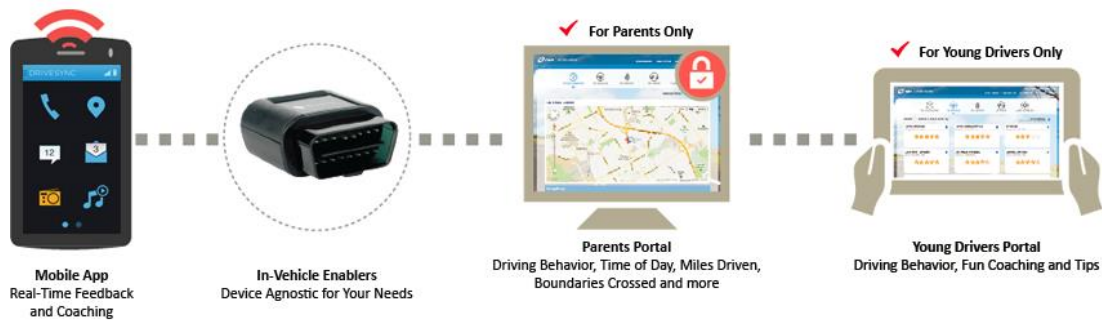 DRIVESYNC
12
3
Mobile App
Real-Time Feedback
and Coaching
In-Vehicle Enablers
Device Agnostic for Your Needs
For Parents Only
Parents Portal
Driving Behavior, Time of Day, Miles Driven,
Boundaries Crossed and more
For Young Drivers Only
Young Drivers Portal
Driving Behavior, Fun Coaching and Tips